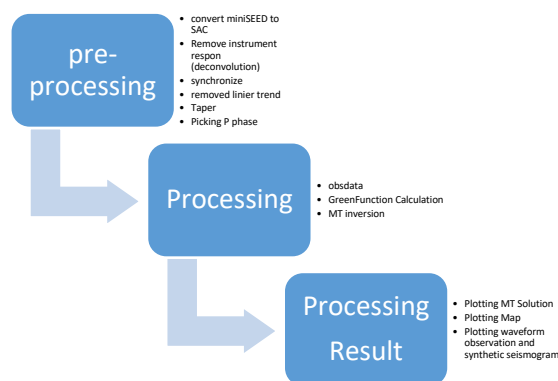 pre-
processing
• convert miniSEED to
SAC
• Remove instrument
respon
(deconvolution)
• synchronize
• removed linier trend
• Taper
• Picking P phase
Processing
• obsdata
• GreenFunction Calculation
• MT inversion
Processing
Result
• Plotting MT Solution
• Plotting Map
• Plotting waveform
observation and
synthetic seismogram